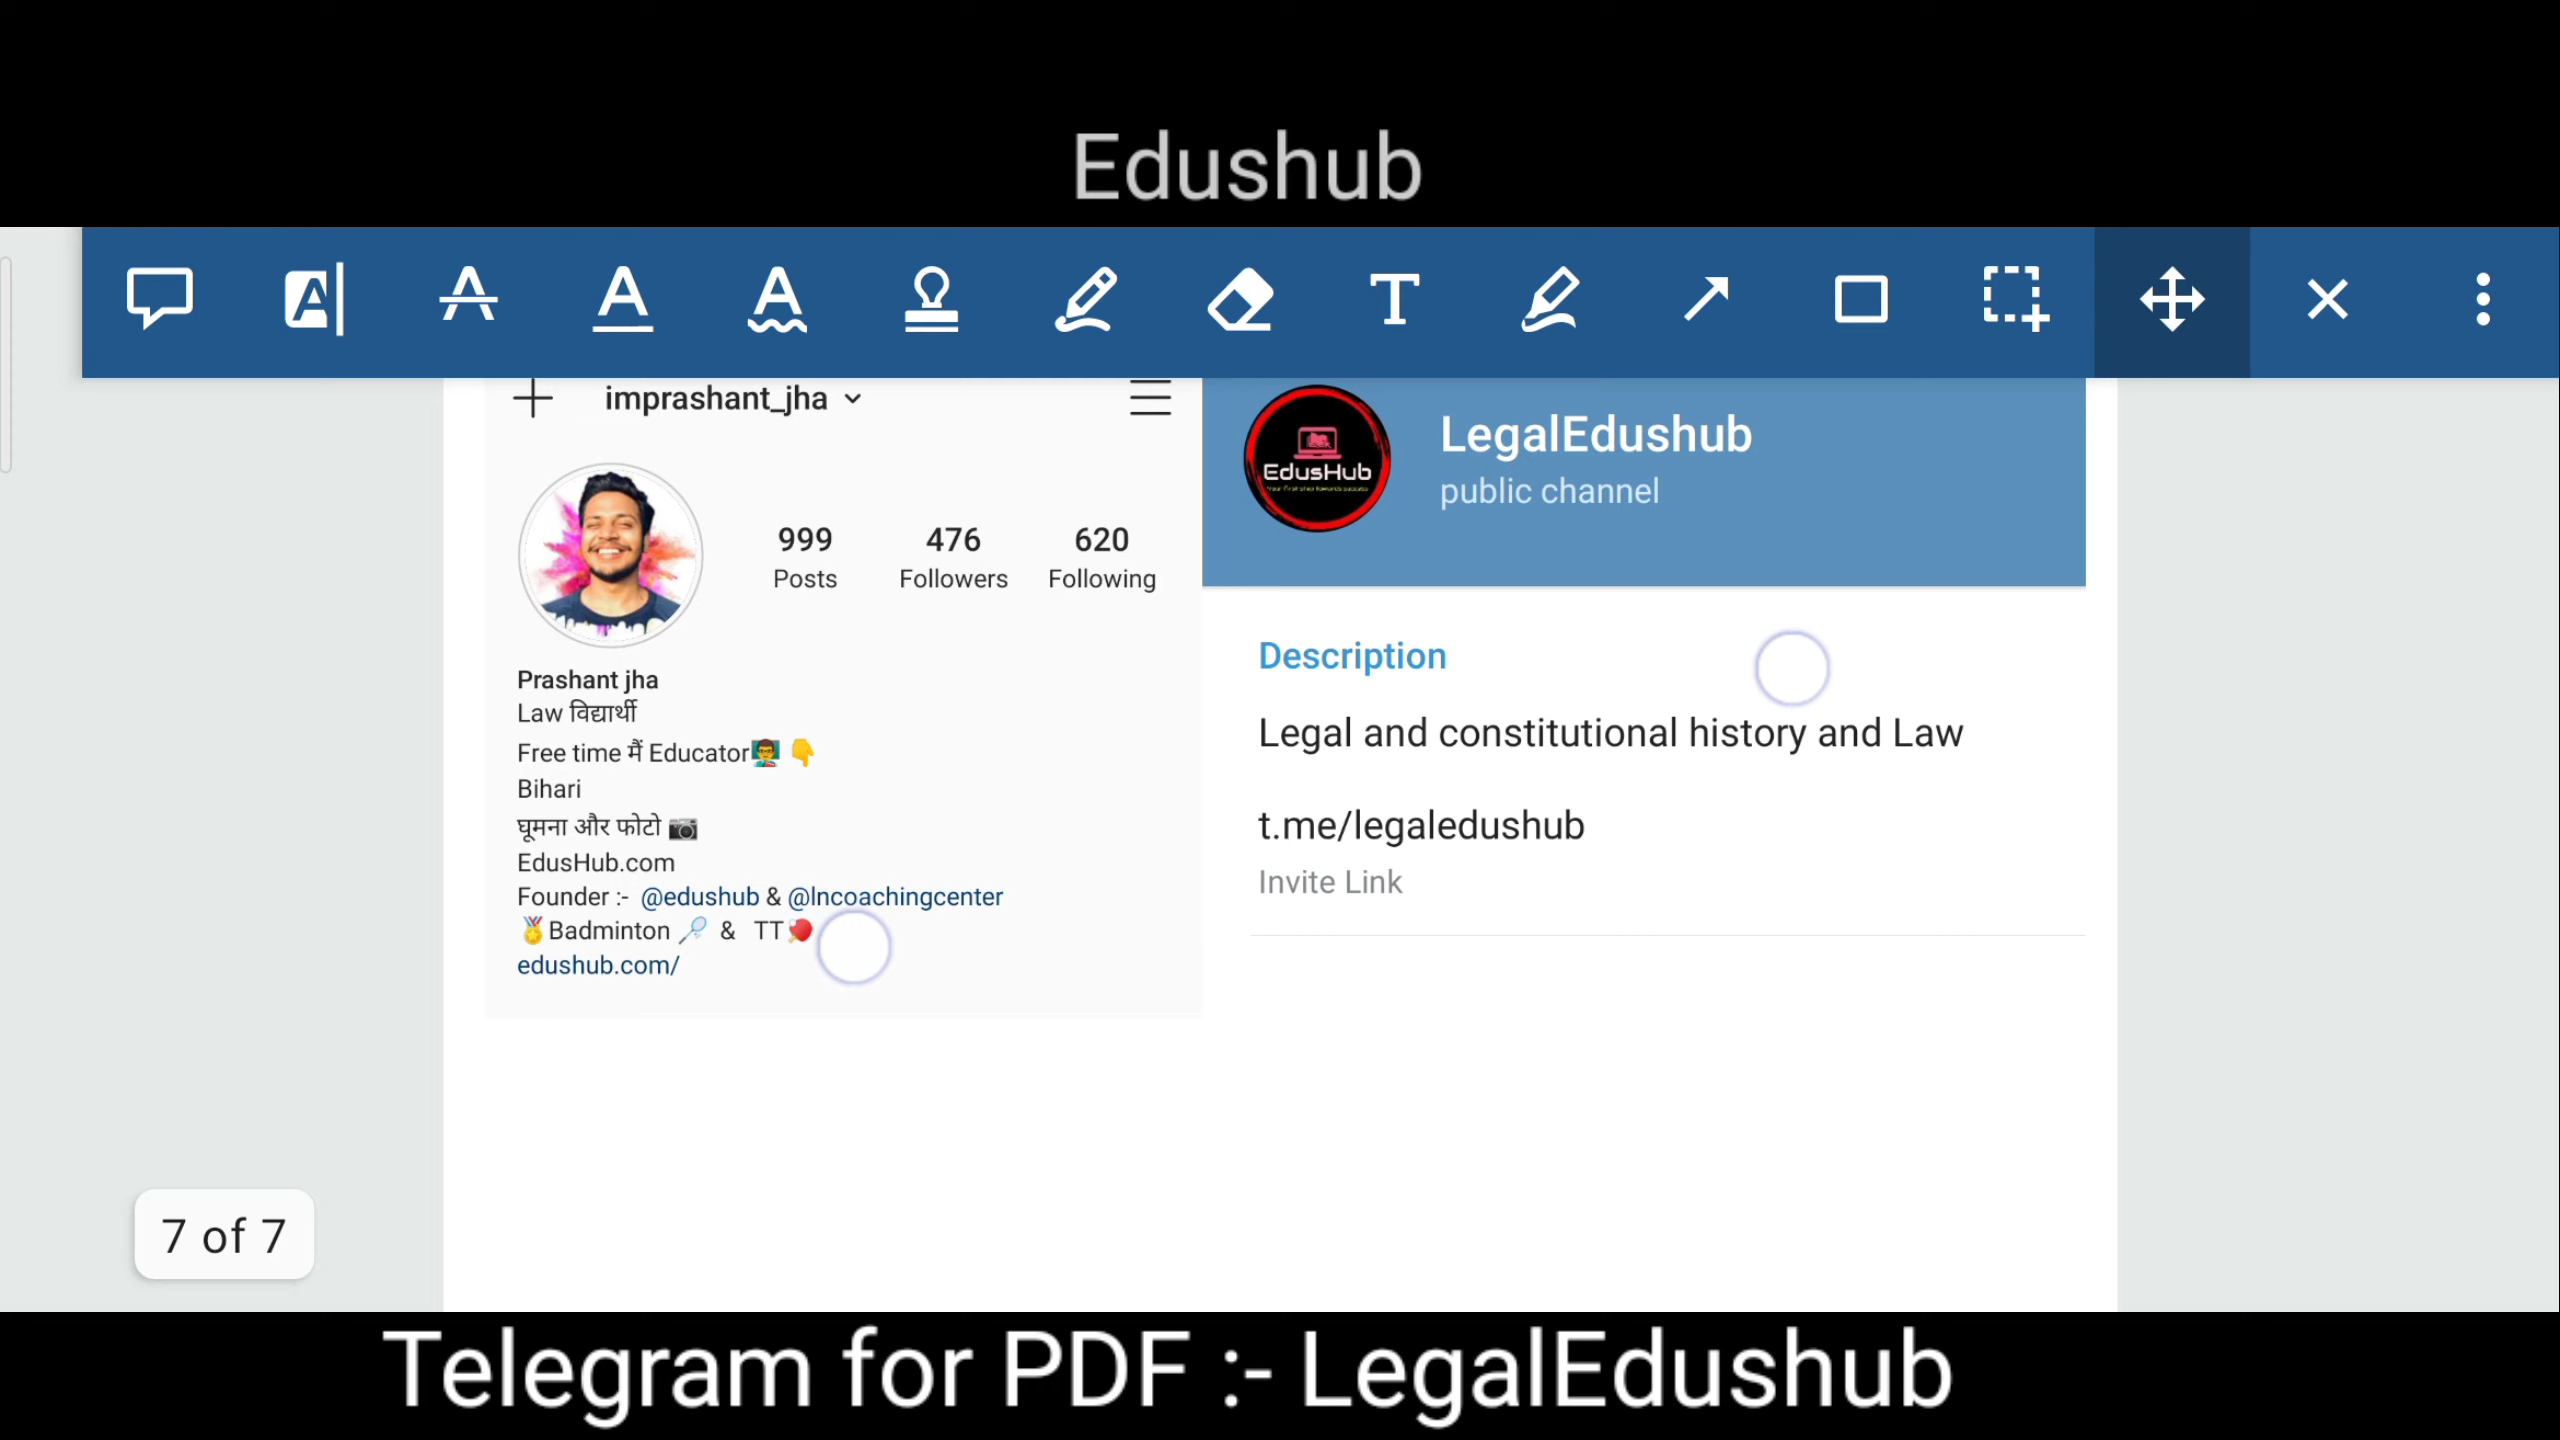 Edushub
imprashant_jha
999 476 620
Posts Followers Following
Prashant jha
Law विद्यार्थी
Free time मैं Educator👨‍🏫 👇
Bihari
घूमना और फोटो 📷
EdusHub.com
Founder :- @edushub & @lncoachingcenter
🏅Badminton 🏸 & TT🏓
edushub.com/
EdusHub
LegalEdushub
public channel
Description
Legal and constitutional history and Law
t.me/legaledushub
Invite Link
7 of 7
Telegram for PDF :- LegalEdushub